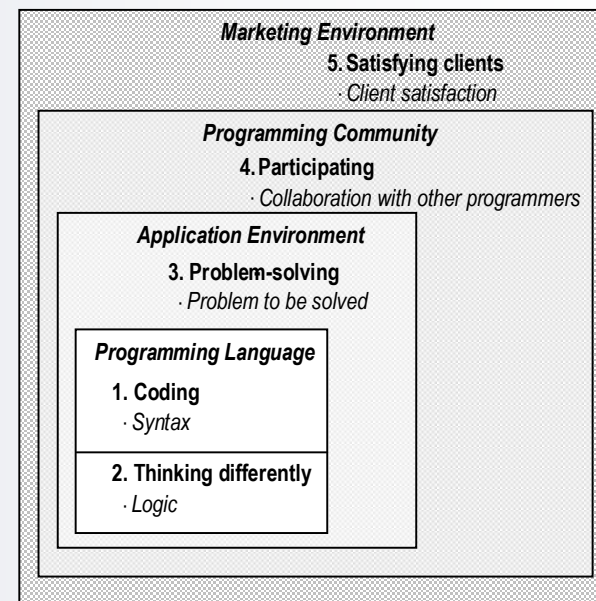 Marketing Environment
5. Satisfying clients
· Client satisfaction
Programming Community
4. Participating
· Collaboration with other programmers
Application Environment
3. Problem-solving
· Problem to be solved
Programming Language
1. Coding
· Syntax
2. Thinking differently
· Logic